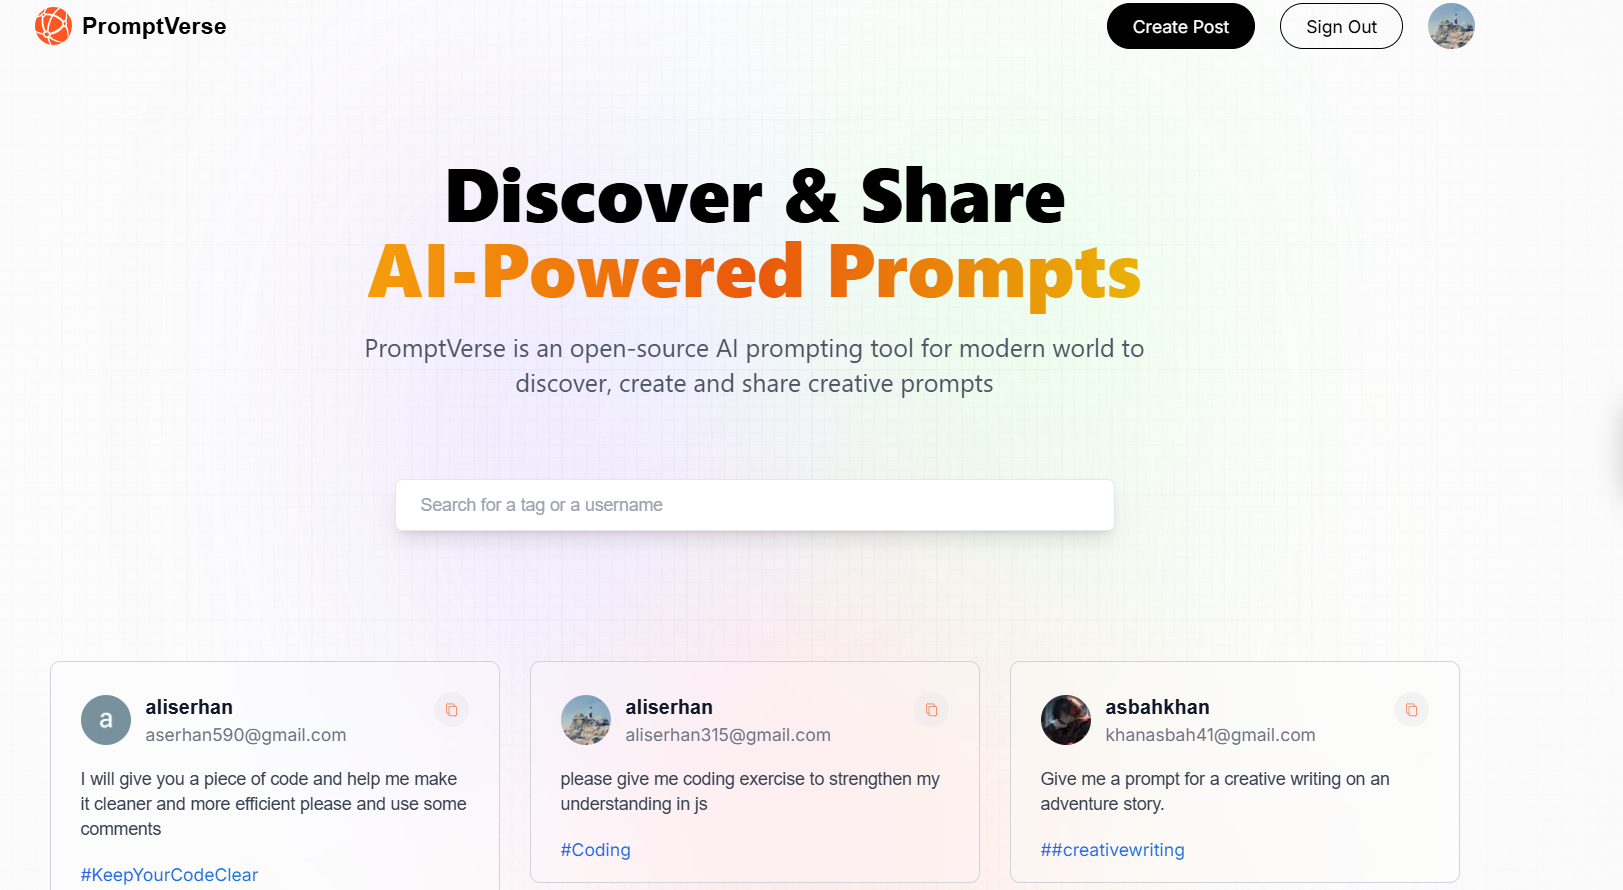 PromptVerse
Create Post
Sign Out
Discover & Share
AI-Powered Prompts
PromptVerse is an open-source AI prompting tool for modern world to
discover, create and share creative prompts
Search for a tag or a username
a
aliserhan
aserhan590@gmail.com
I will give you a piece of code and help me make
it cleaner and more efficient please and use some
comments
#KeepYourCodeClear
aliserhan
aliserhan315@gmail.com
please give me coding exercise to strengthen my
understanding in js
#Coding
asbahkhan
khanasbah41@gmail.com
Give me a prompt for a creative writing on an
adventure story.
##creativewriting